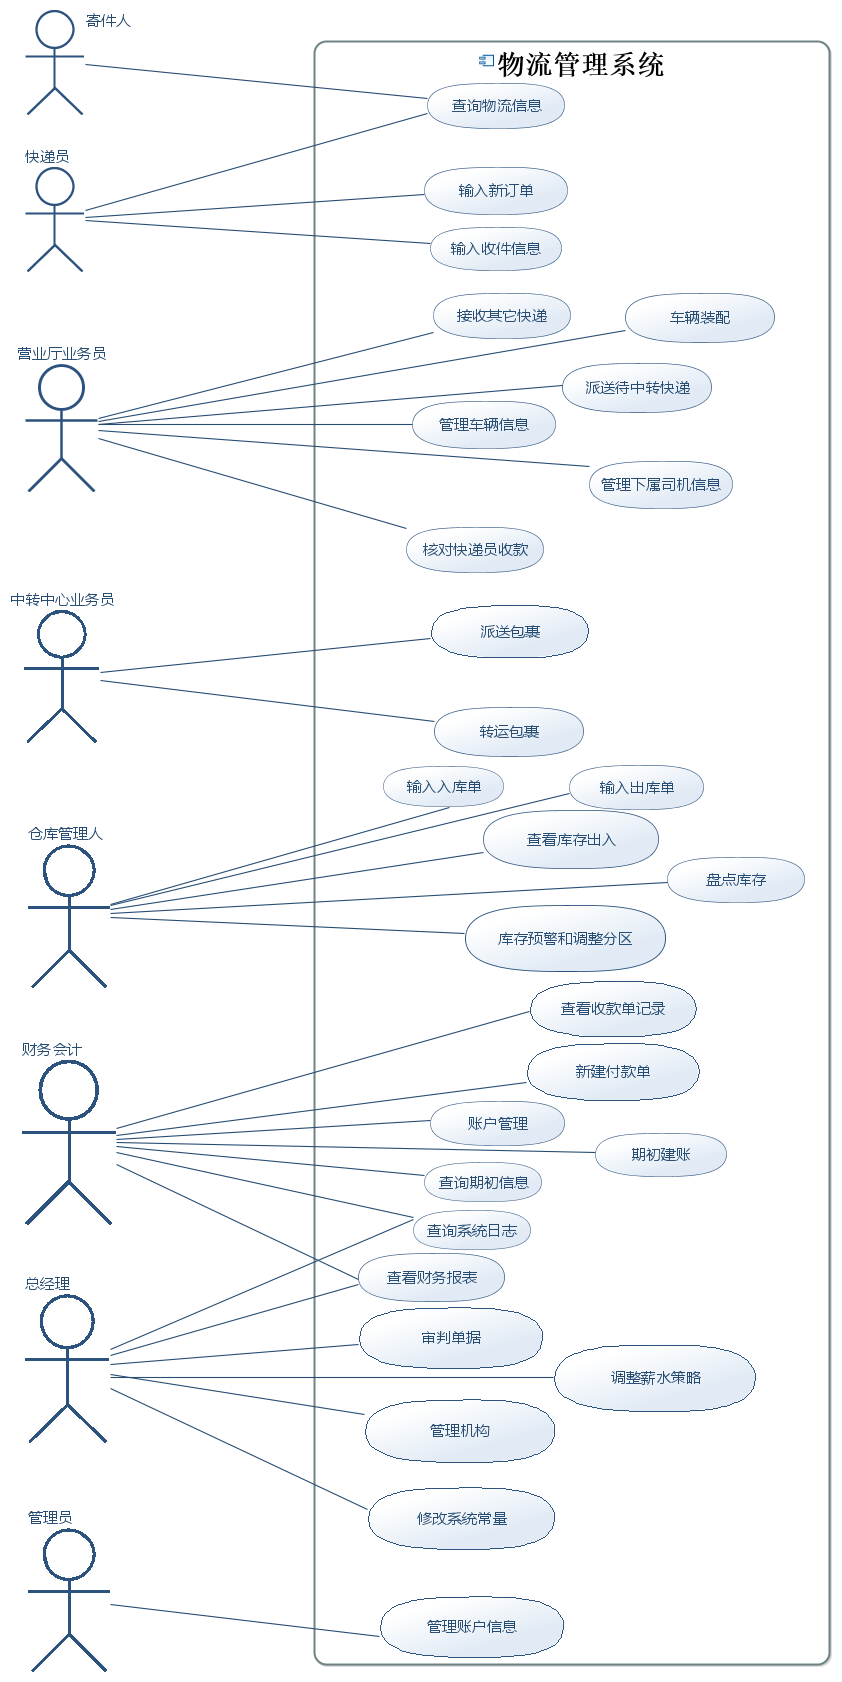 寄件人
物流管理系统
查询物流信息
快递员
输入新订单
输入收件信息
接收其它快递
车辆装配
营业厅业务员
派送待中转快递
管理车辆信息
管理下属司机信息
核对快递员收款
中转中心业务员
派送包裹
转运包裹
输入入库单
输入出库单
仓库管理人
查看库存出入
盘点库存
库存预警和调整分区
查看收款单记录
财务会计
新建付款单
账户管理
期初建账
查询期初信息
查询系统日志
查看财务报表
总经理
审判单据
调整薪水策略
管理机构
修改系统常量
管理员
管理账户信息